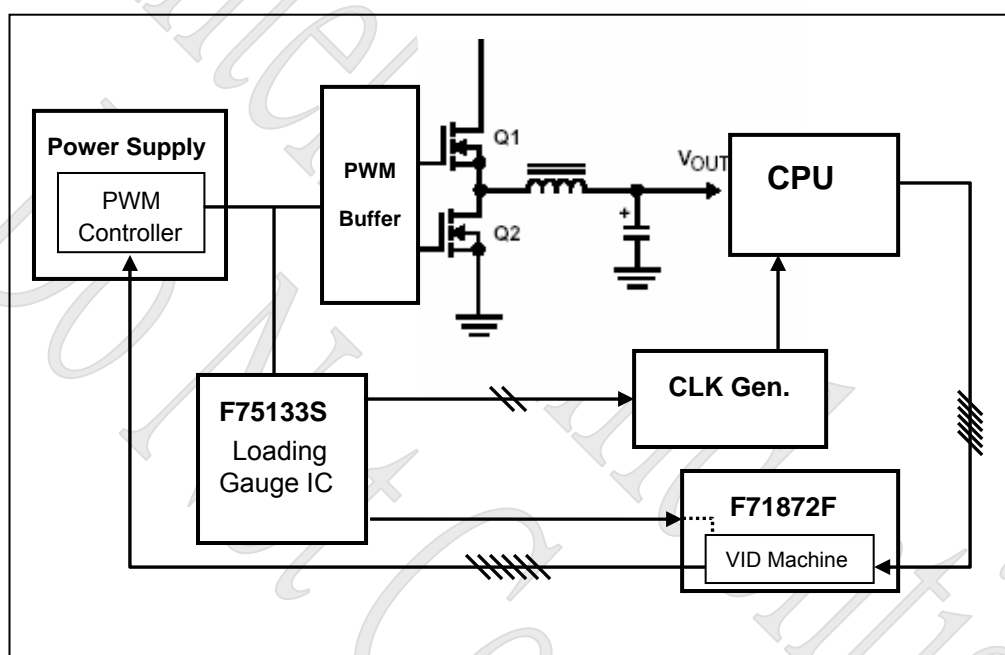 Power Supply
PWM
Controller
PWM
Buffer
Q1
Q2
VOUT
+
CPU
CLK Gen.
F75133S
Loading
Gauge IC
F71872F
VID Machine